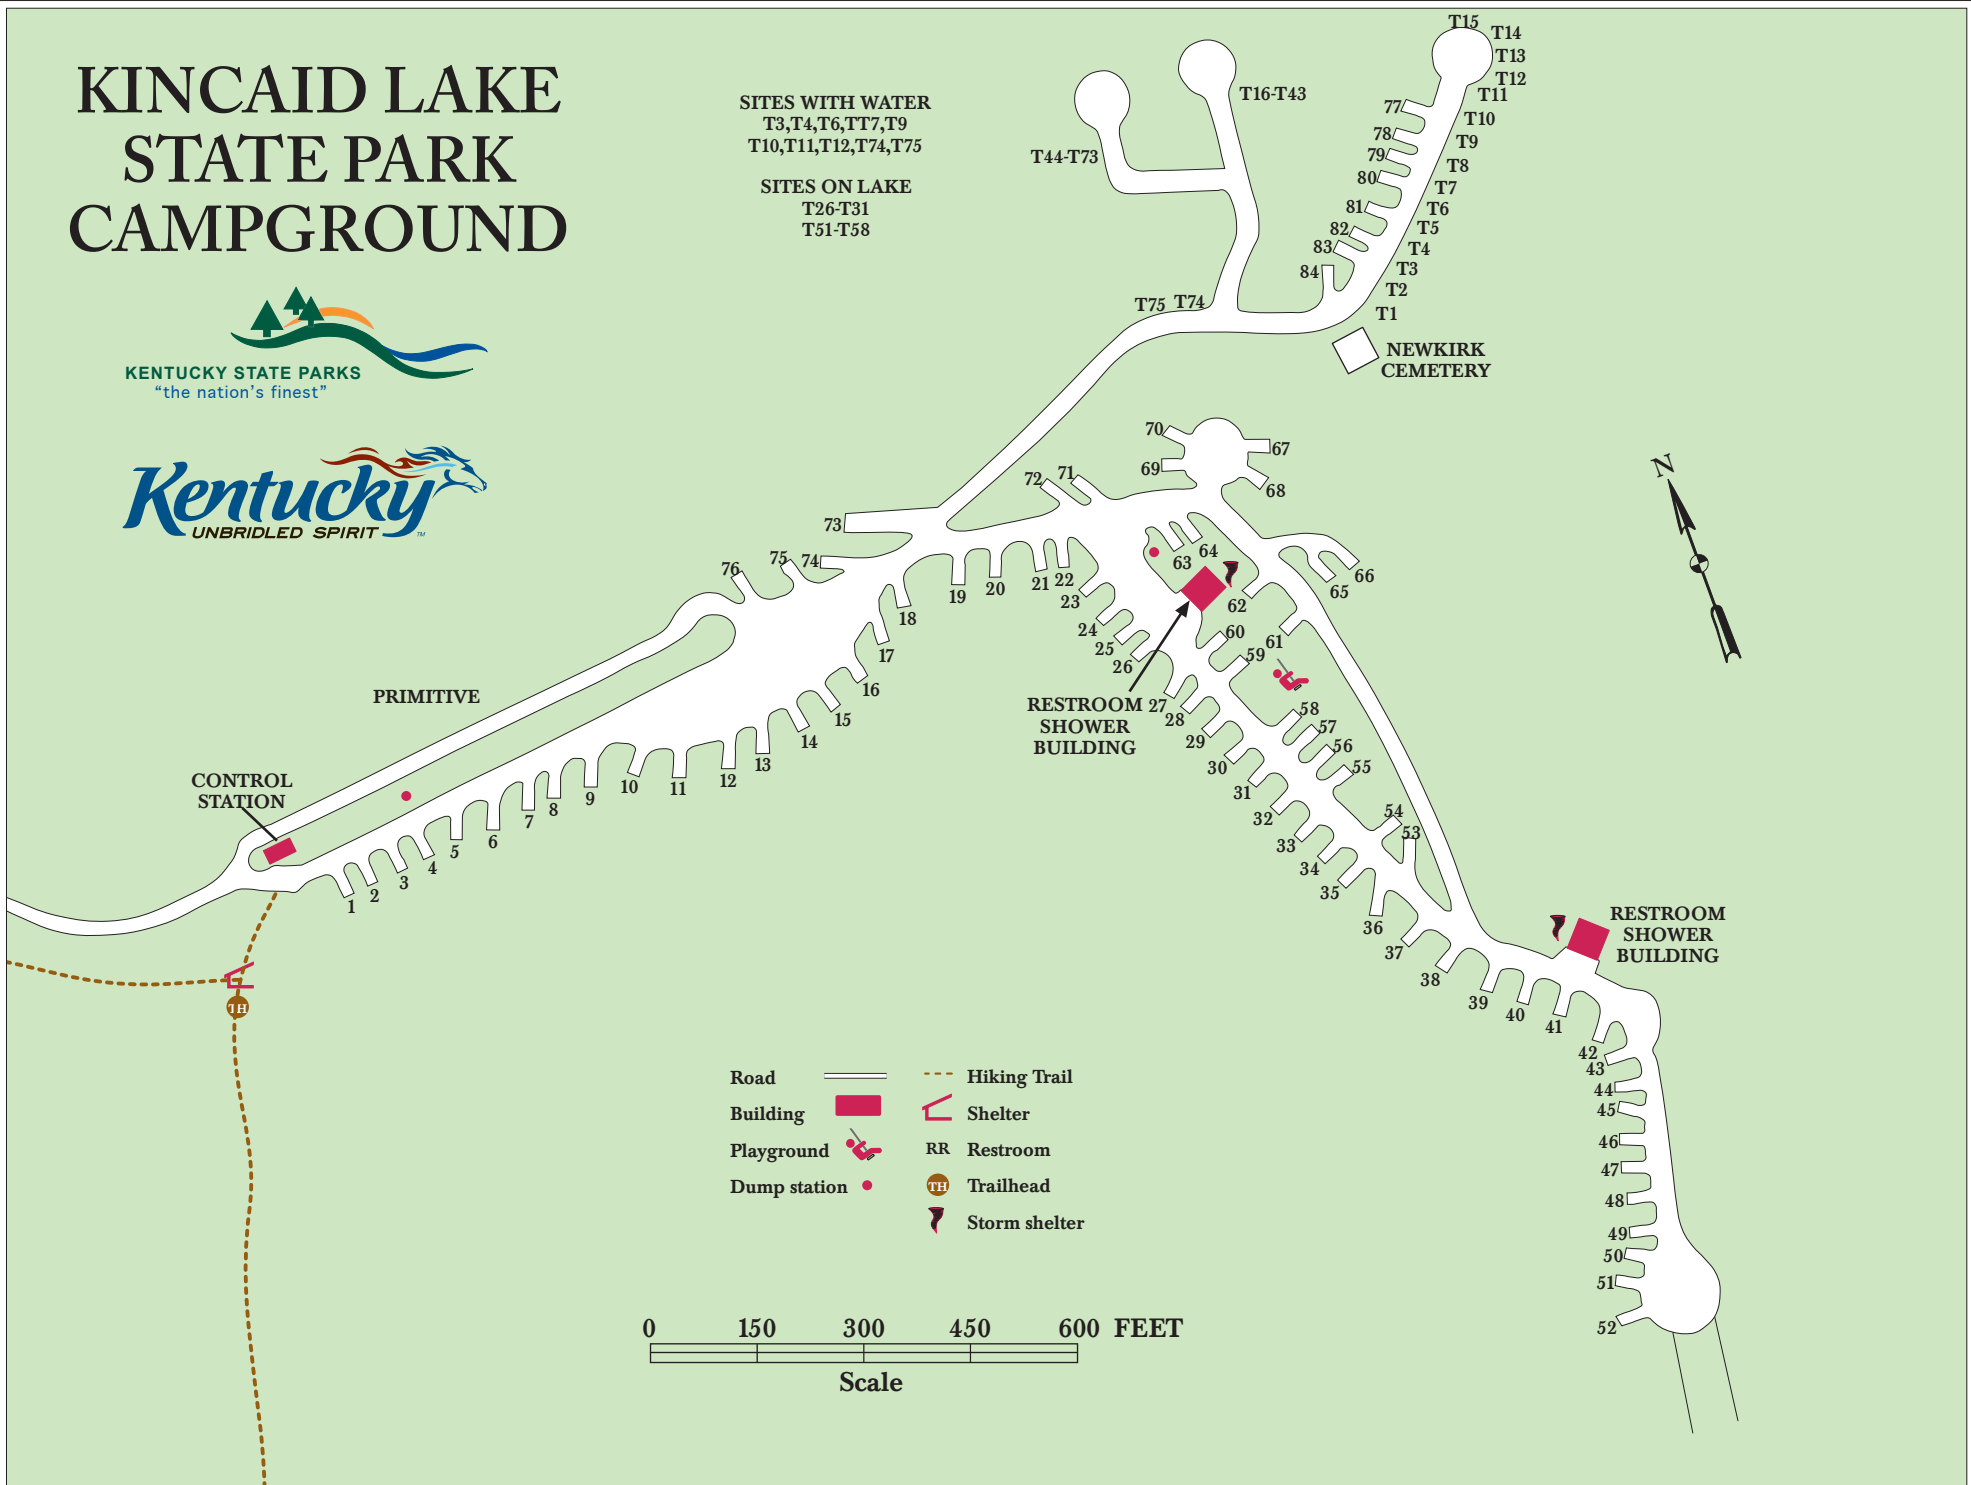 KINCAID LAKE
STATE PARK
CAMPGROUND
KENTUCKY STATE PARKS
“the nation’s finest”
Kentucky
UNBRIDLED SPIRIT™
SITES WITH WATER
T3,T4,T6,TT7,T9
T10,T11,T12,T74,T75
SITES ON LAKE
T26-T31
T51-T58
T44-T73
T16-T43
T15
T14
T13
T12
T11
T10
T9
T8
T7
T6
T5
T4
T3
T2
T1
77
78
79
80
81
82
83
84
T75 T74
NEWKIRK
CEMETERY
N
70
69
67
68
72
71
73
74
75
76
66
65
64
63
62
61
60
59
58
57
56
55
54
53
PRIMITIVE
CONTROL
STATION
1
2
3
4
5
6
7
8
9
10
11
12
13
14
15
16
17
18
19
20
21
22
23
24
25
26
27
28
29
30
31
32
33
34
35
36
37
38
39
40
41
42
43
44
45
46
47
48
49
50
51
52
RESTROOM
SHOWER
BUILDING
RESTROOM
SHOWER
BUILDING
TH
Road
Building
Playground
Dump station
Hiking Trail
Shelter
RR Restroom
TH Trailhead
Storm shelter
0 150 300 450 600 FEET
Scale